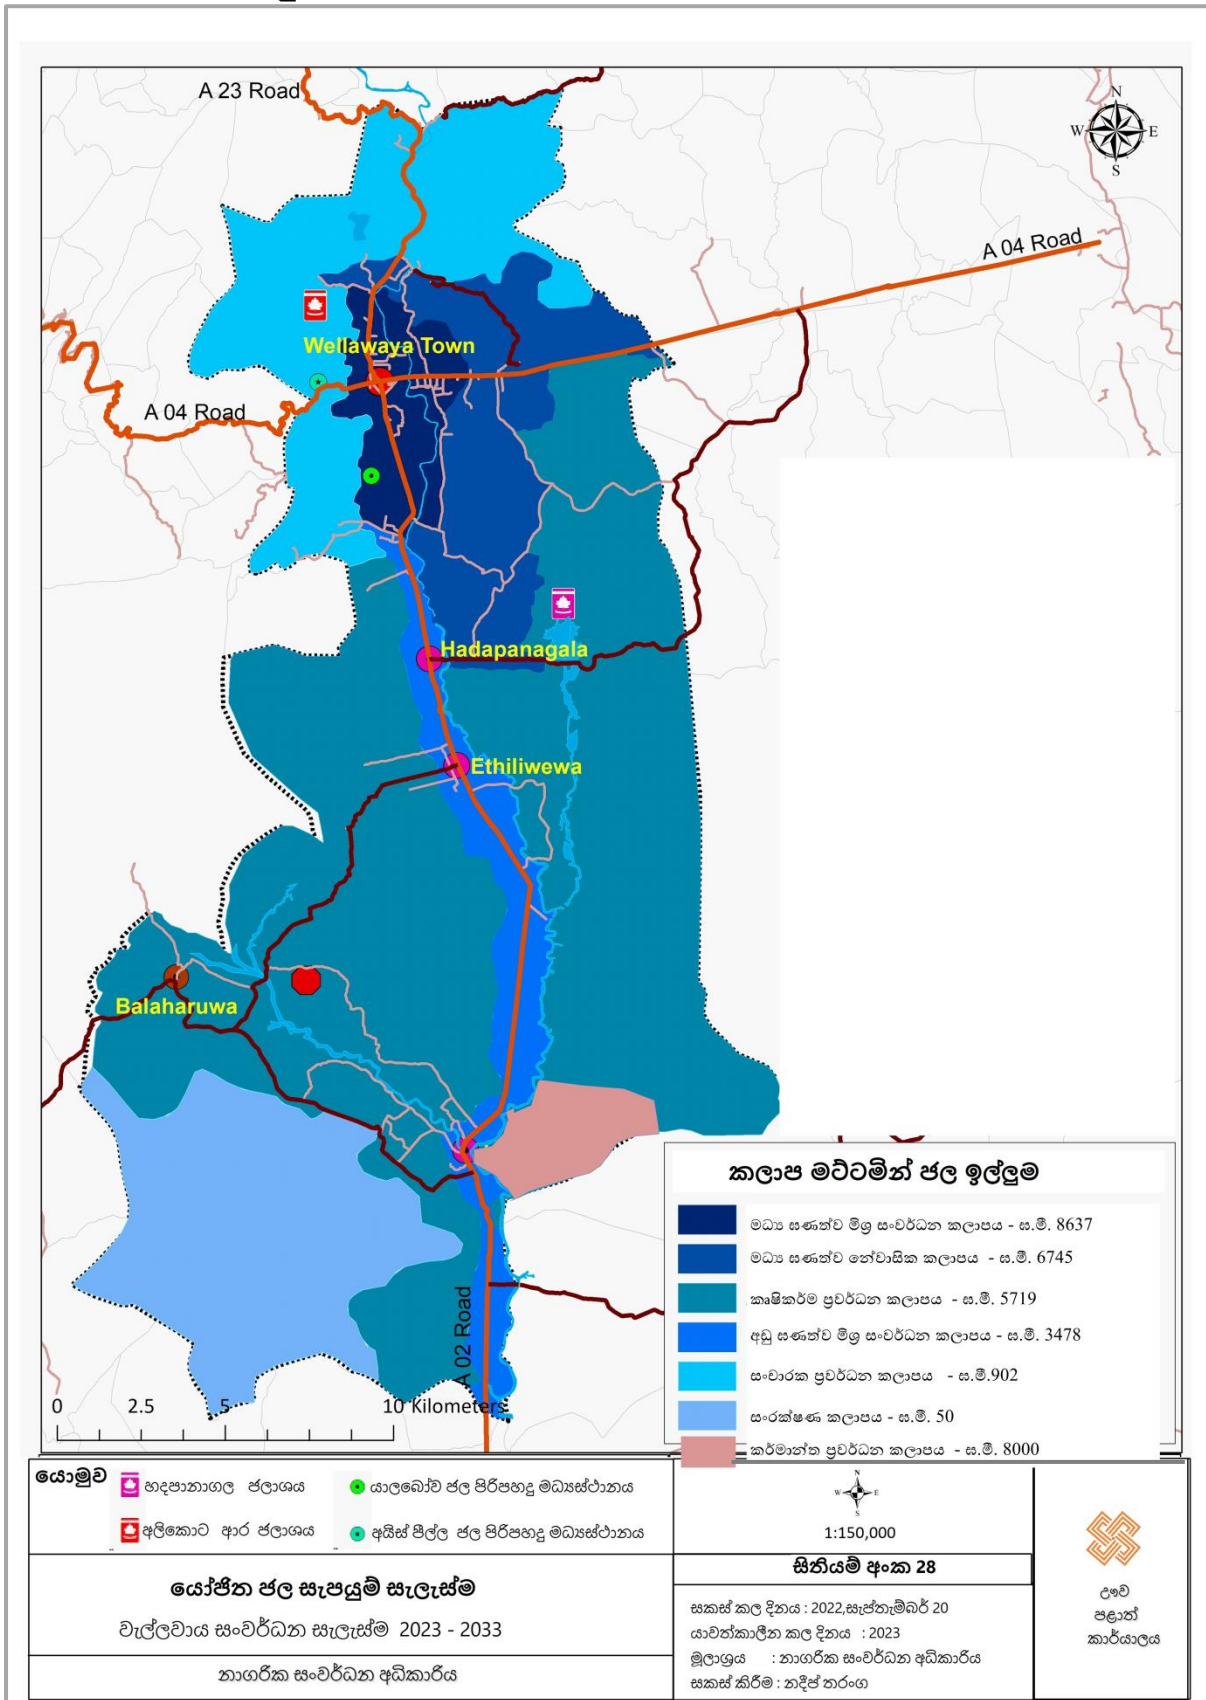 A 23 Road
N
W E
S
A 04 Road
Wellawaya Town
A 04 Road
Hadapanagala
Ethiliwewa
Balaharuwa
A 02 Road
0 2.5 5 10 Kilometers
කලාප මට්ටමින් ජල ඉල්ලුම
මධ්‍ය ඝණත්ව මිශ්‍ර සංවර්ධන කලාපය - ඝ.මී. 8637
මධ්‍ය ඝණත්ව නේවාසික කලාපය - ඝ.මී. 6745
කෘෂිකර්ම ප්‍රවර්ධන කලාපය - ඝ.මී. 5719
අඩු ඝණත්ව මිශ්‍ර සංවර්ධන කලාපය - ඝ.මී. 3478
සංචාරක ප්‍රවර්ධන කලාපය - ඝ.මී.902
සංරක්ෂණ කලාපය - ඝ.මී. 50
කර්මාන්ත ප්‍රවර්ධන කලාපය - ඝ.මී. 8000
යොමුව
හදපානාගල ජලාශය
යාලබෝව ජල පිරිපහදු මධ්‍යස්ථානය
අලිකොට ආර ජලාශය
අයිස් පීල්ල ජල පිරිපහදු මධ්‍යස්ථානය
N
W E
S
1:150,000
යෝජිත ජල සැපයුම් සැලැස්ම
වැල්ලවාය සංවර්ධන සැලැස්ම 2023 - 2033
නාගරික සංවර්ධන අධිකාරිය
සිතියම් අංක 28
සකස් කල දිනය : 2022,සැප්තැම්බර් 20
යාවත්කාලීන කල දිනය : 2023
මූලාශ්‍රය : නාගරික සංවර්ධන අධිකාරිය
සකස් කිරීම : නදීප් තරංග
ඌව
පළාත්
කාර්යාලය